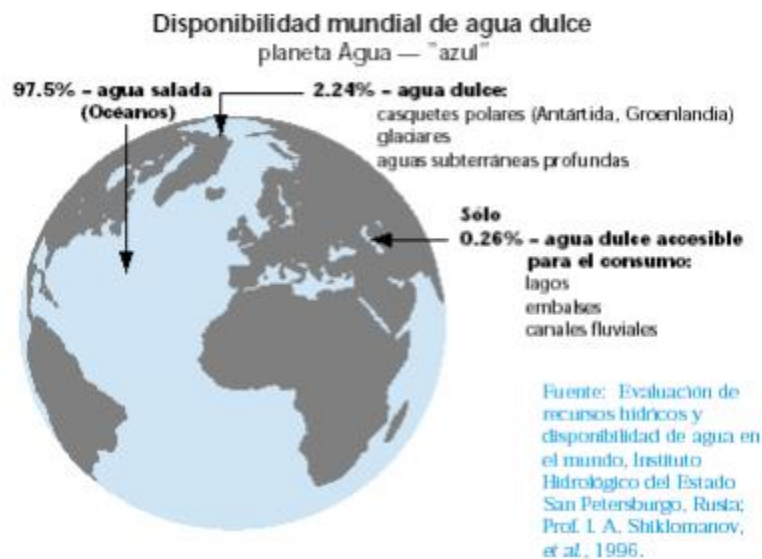 Disponibilidad mundial de agua dulce
planeta Agua — "azul"
97.5% – agua salada
(Océanos)
2.24% – agua dulce:
casquetes polares (Antártida, Groenlandia)
glaciares
aguas subterráneas profundas
Sólo
0.26% – agua dulce accesible
para el consumo:
lagos
embalses
canales fluviales
Fuente: Evaluación de
recursos hídricos y
disponibilidad de agua en
el mundo, Instituto
Hidrológico del Estado
San Petersburgo, Rusia;
Prof. I. A. Shiklomanov,
et al., 1996.